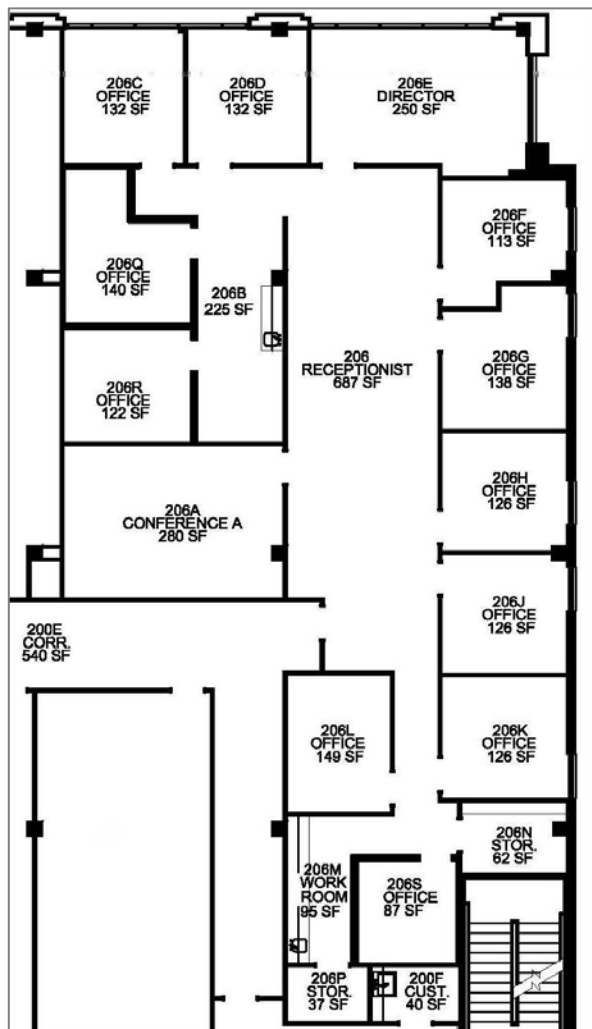 206C
OFFICE
132 SF
206D
OFFICE
132 SF
206E
DIRECTOR
250 SF
206F
OFFICE
113 SF
206Q
OFFICE
140 SF
206B
225 SF
206G
OFFICE
138 SF
206
RECEPTIONIST
687 SF
206R
OFFICE
122 SF
206H
OFFICE
126 SF
206A
CONFERENCE A
280 SF
206J
OFFICE
126 SF
200E
CORR.
540 SF
206L
OFFICE
149 SF
206K
OFFICE
126 SF
206N
STOR.
62 SF
206M
WORK
ROOM
95 SF
206S
OFFICE
87 SF
206P
STOR.
37 SF
200F
CUST.
40 SF